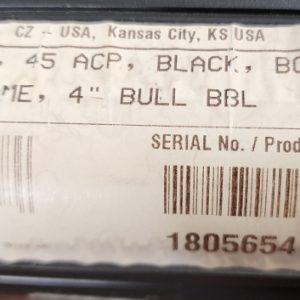 CZ - USA, Kansas City, KS USA
, 45 ACP, BLACK, BO
ME, 4" BULL BBL
SERIAL No. / Prod
1805654